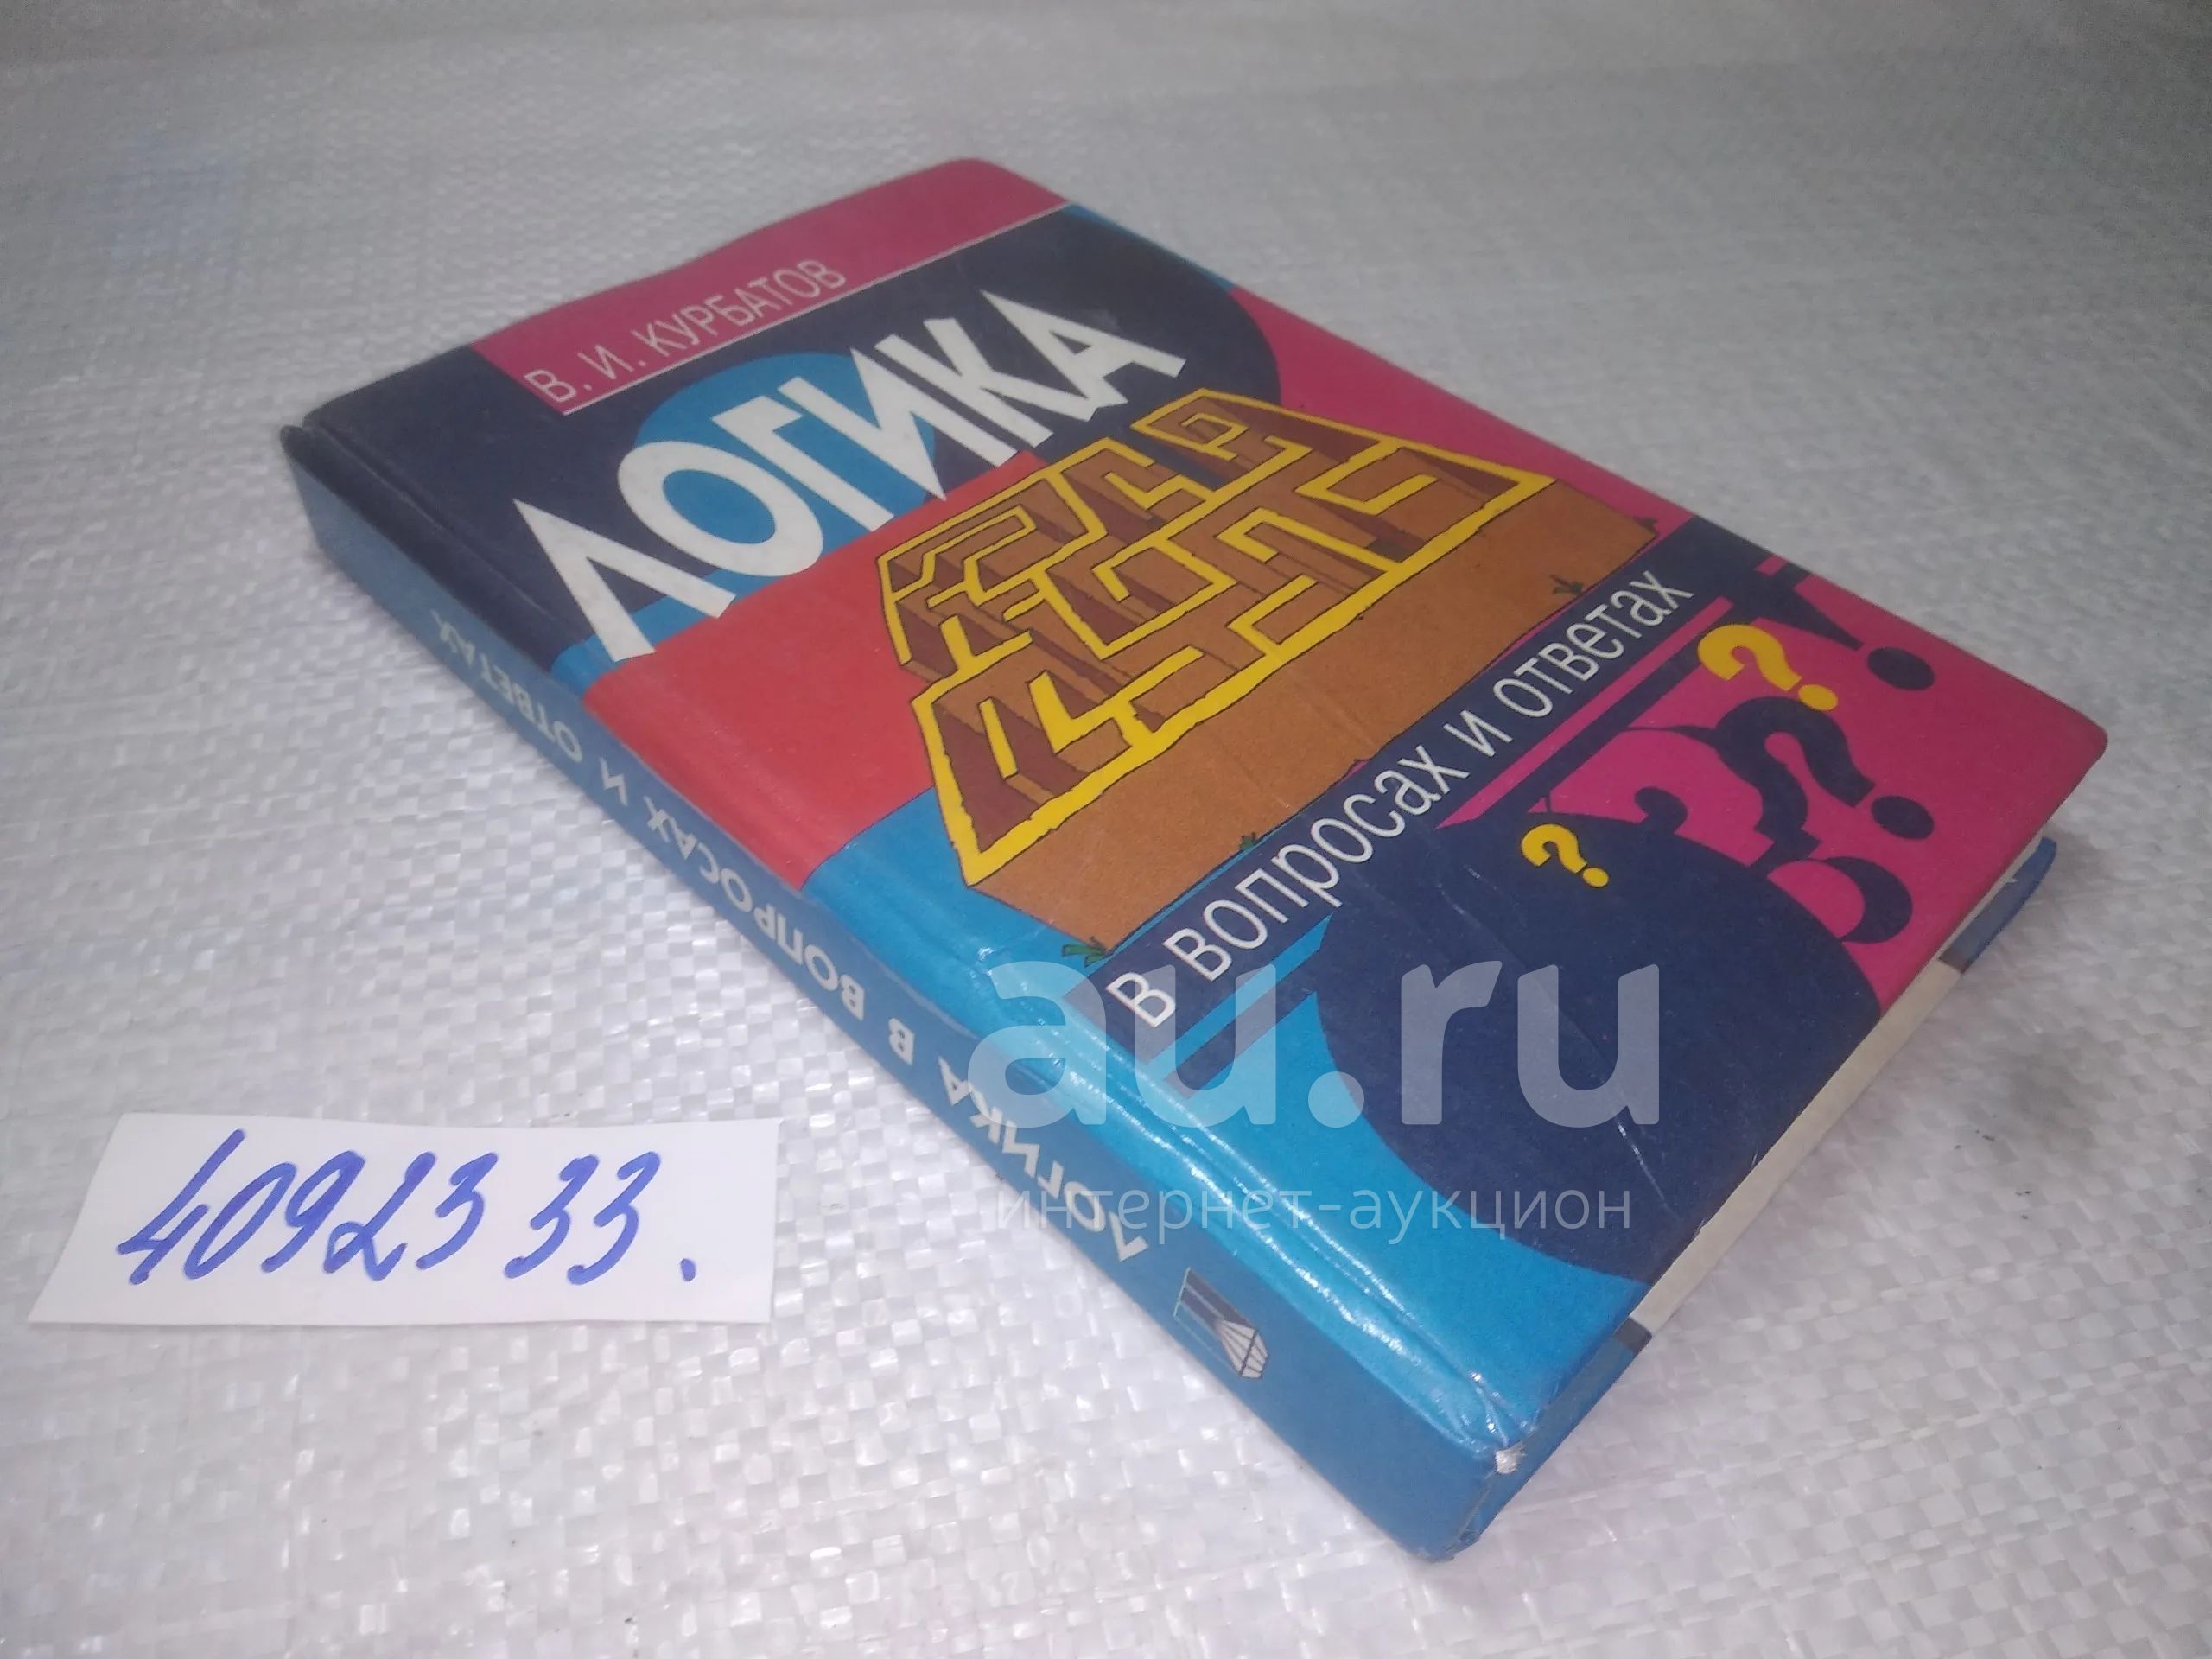 В. И. КУРБАТОВ
ЛОГИКА
в вопросах и ответах
? ? ? !
ЛОГИКА В ВОПРОСАХ И ОТВЕТАХ
4092333.
au.ru
интернет-аукцион